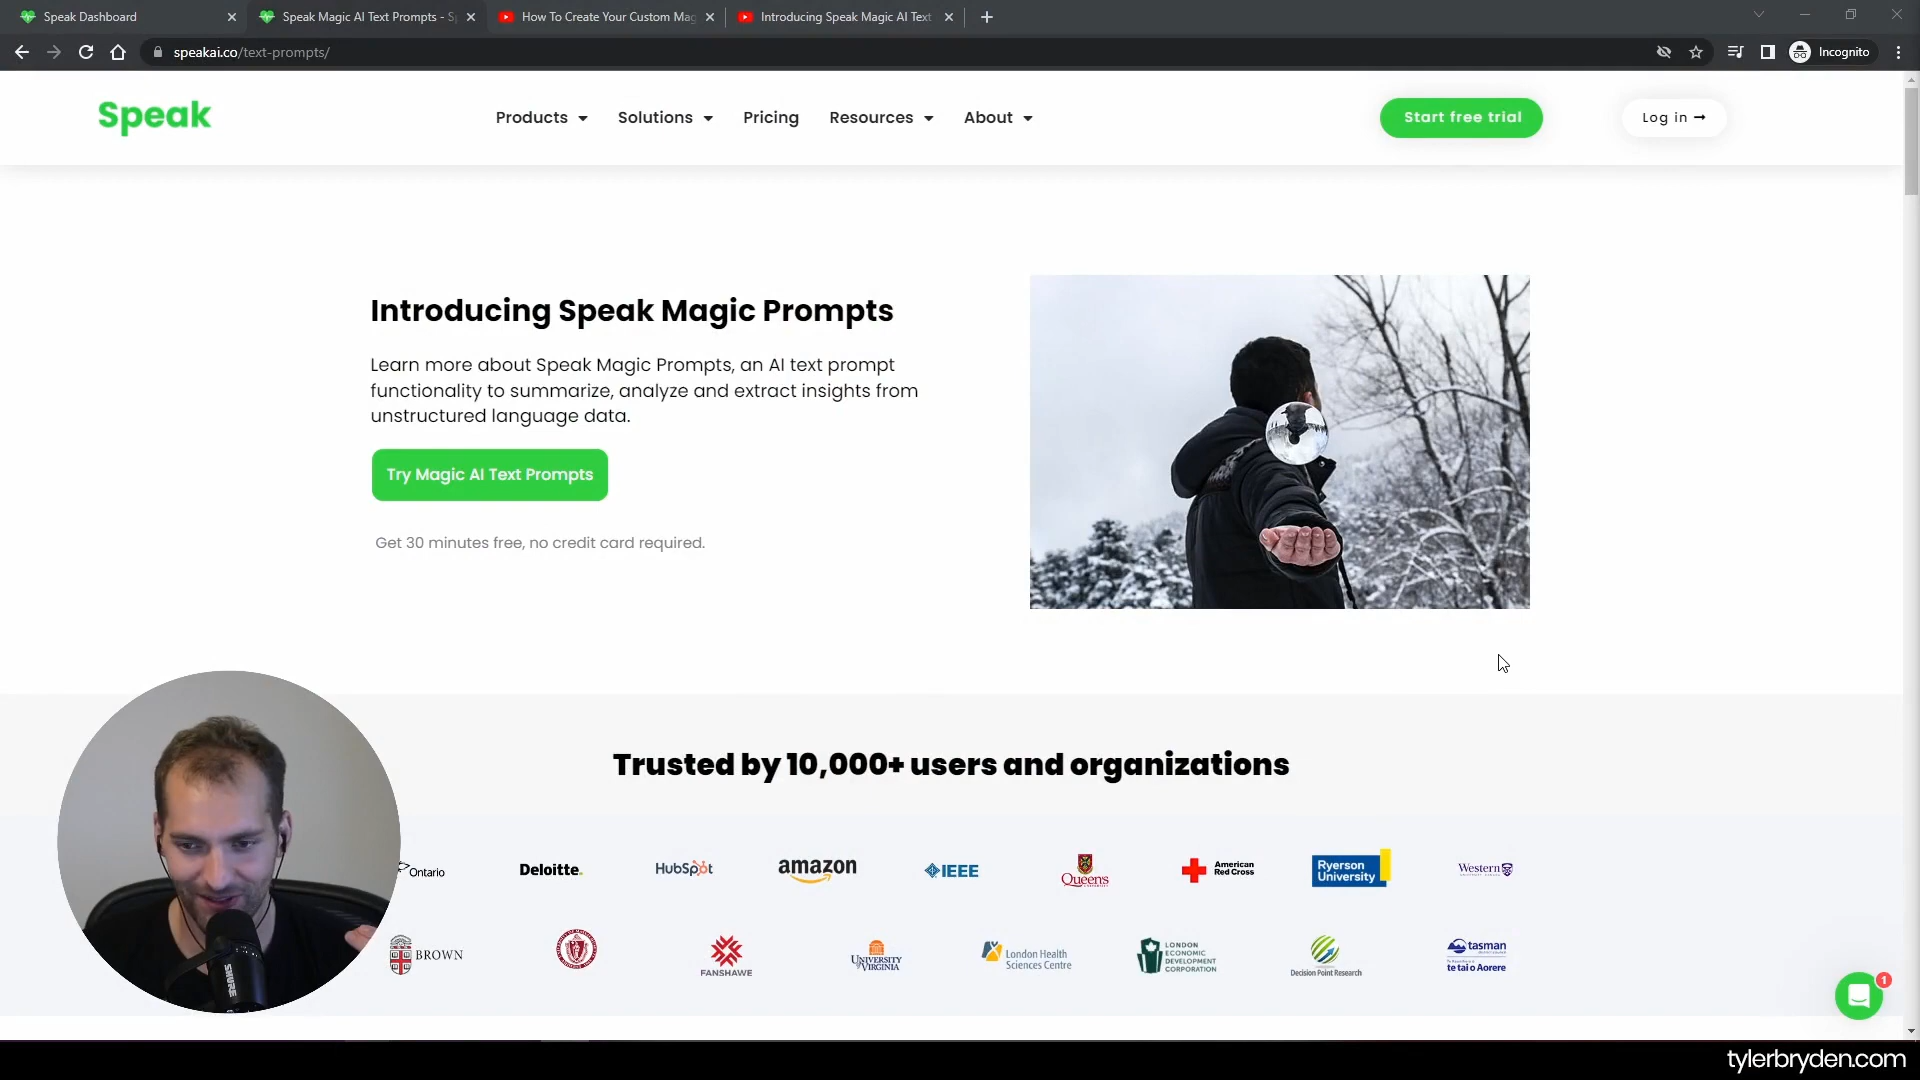 Speak Dashboard
Speak Magic AI Text Prompts - Sp
How To Create Your Custom Mag
Introducing Speak Magic AI Text
speakai.co/text-prompts/
Incognito
Speak
Products
Solutions
Pricing
Resources
About
Start free trial
Log in →
Introducing Speak Magic Prompts
Learn more about Speak Magic Prompts, an AI text prompt
functionality to summarize, analyze and extract insights from
unstructured language data.
Try Magic AI Text Prompts
Get 30 minutes free, no credit card required.
Trusted by 10,000+ users and organizations
Ontario
Deloitte.
HubSpot
amazon
IEEE
Queens
American
Red Cross
Ryerson
University
Western
BROWN
FANSHAWE
UNIVERSITY
of VIRGINIA
London Health
Sciences Centre
LONDON
ECONOMIC
DEVELOPMENT
CORPORATION
Decision Point Research
tasman
te tai o Aorere
1
SHURE
tylerbryden.com